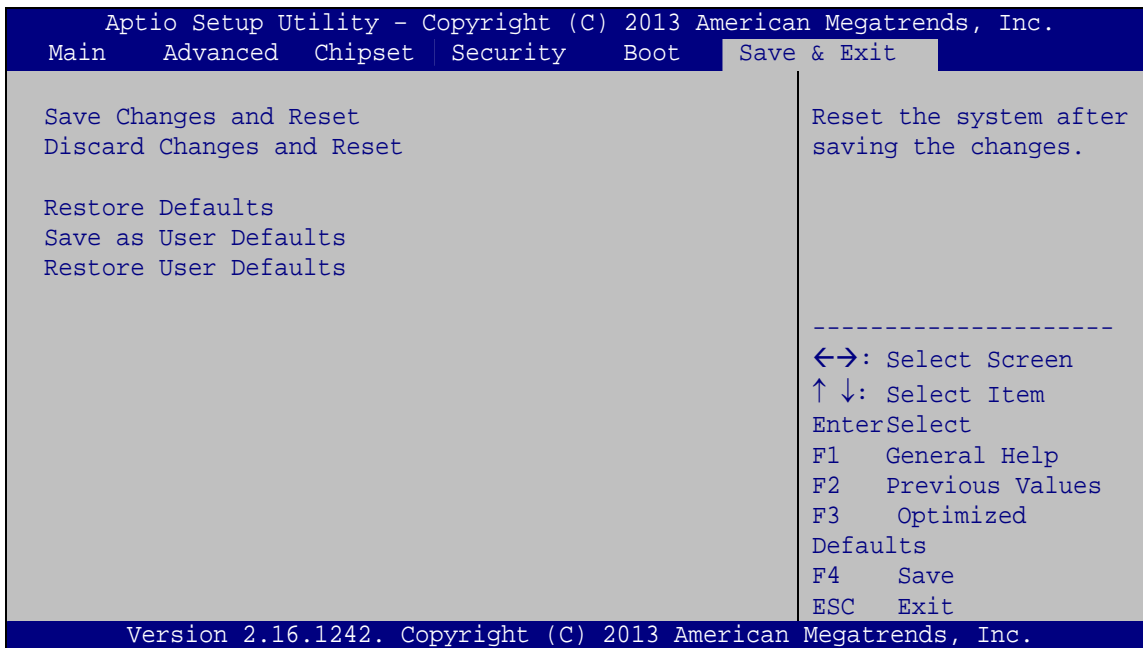 Aptio Setup Utility – Copyright (C) 2013 American Megatrends, Inc.
Main Advanced Chipset Security Boot Save & Exit
Save Changes and Reset
Discard Changes and Reset
Restore Defaults
Save as User Defaults
Restore User Defaults
Reset the system after
saving the changes.
---------------------
←→: Select Screen
↑ ↓: Select Item
EnterSelect
F1 General Help
F2 Previous Values
F3 Optimized
Defaults
F4 Save
ESC Exit
Version 2.16.1242. Copyright (C) 2013 American Megatrends, Inc.